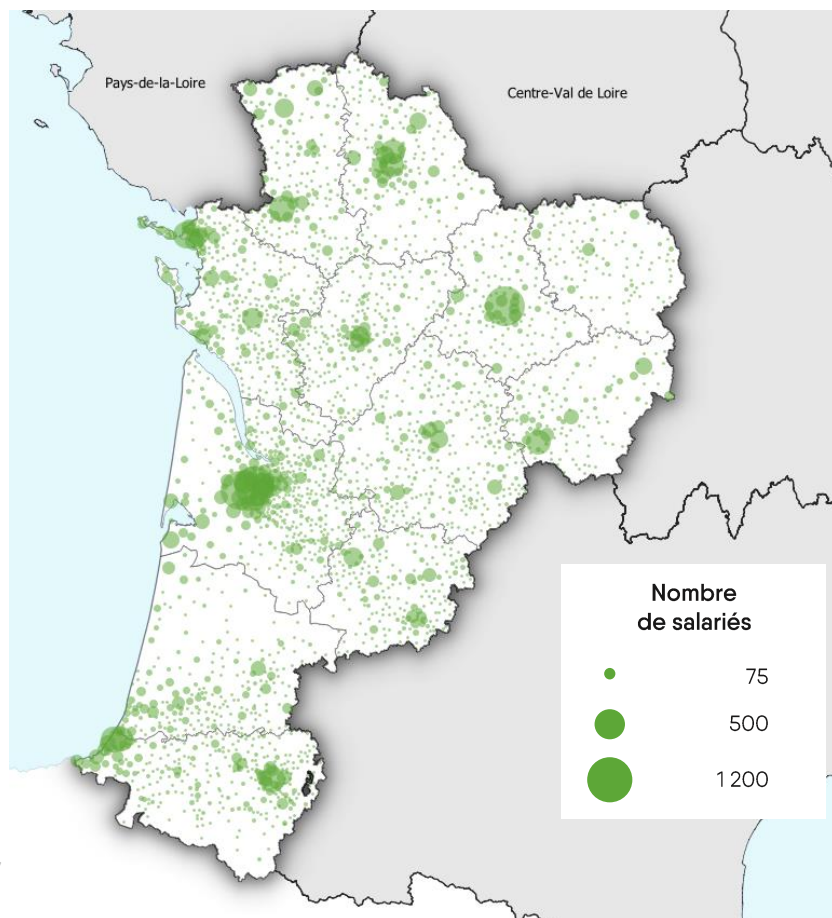 Pays-de-la-Loire
Centre-Val de Loire
Nombre
de salariés
75
500
1 200